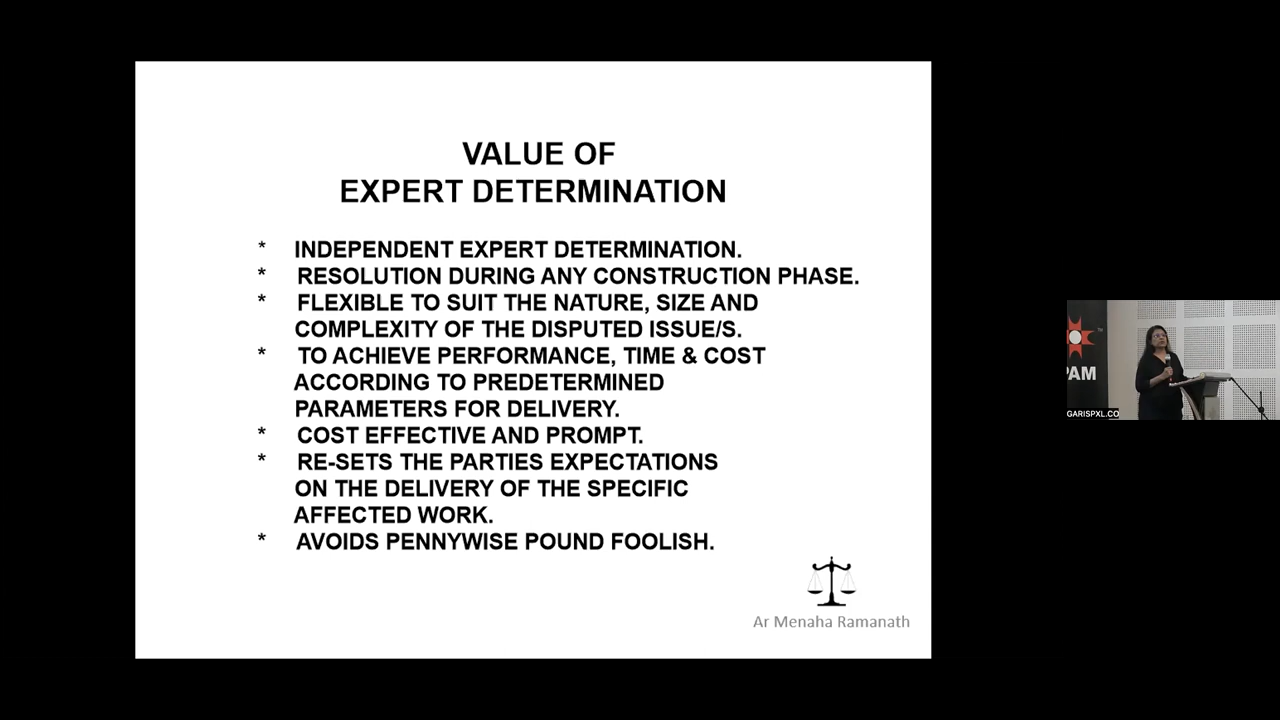 VALUE OF
EXPERT DETERMINATION
* INDEPENDENT EXPERT DETERMINATION.
* RESOLUTION DURING ANY CONSTRUCTION PHASE.
* FLEXIBLE TO SUIT THE NATURE, SIZE AND
COMPLEXITY OF THE DISPUTED ISSUE/S.
* TO ACHIEVE PERFORMANCE, TIME & COST
ACCORDING TO PREDETERMINED
PARAMETERS FOR DELIVERY.
* COST EFFECTIVE AND PROMPT.
* RE-SETS THE PARTIES EXPECTATIONS
ON THE DELIVERY OF THE SPECIFIC
AFFECTED WORK.
* AVOIDS PENNYWISE POUND FOOLISH.
Ar Menaha Ramanath
PAM
GARISPXL.CO